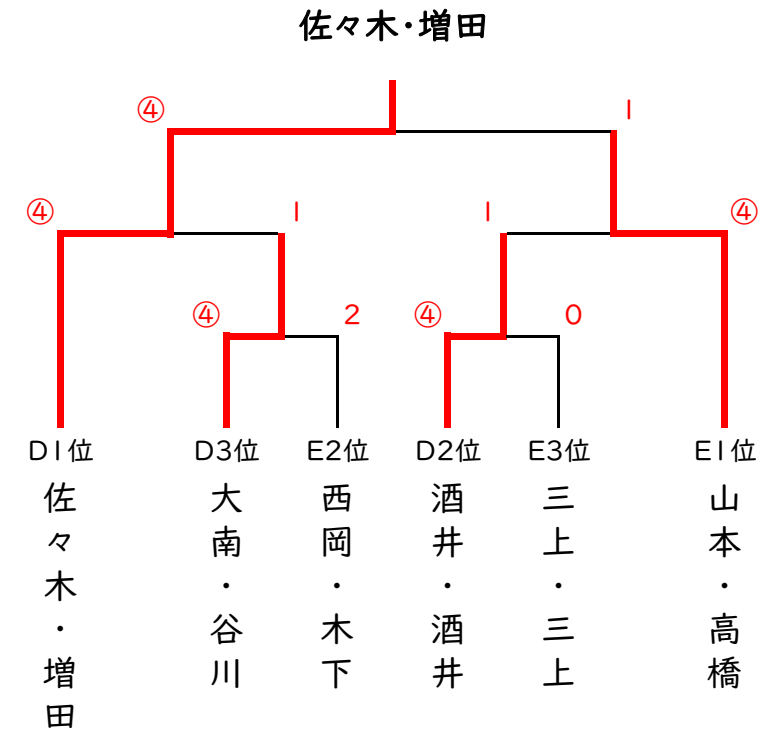 佐々木・増田
④ 1
④ 1 1 ④
④ 2 ④ 0
D1位 D3位 E2位 D2位 E3位 E1位
佐々木・増田
大南・谷川
西岡・木下
酒井・酒井
三上・三上
山本・高橋